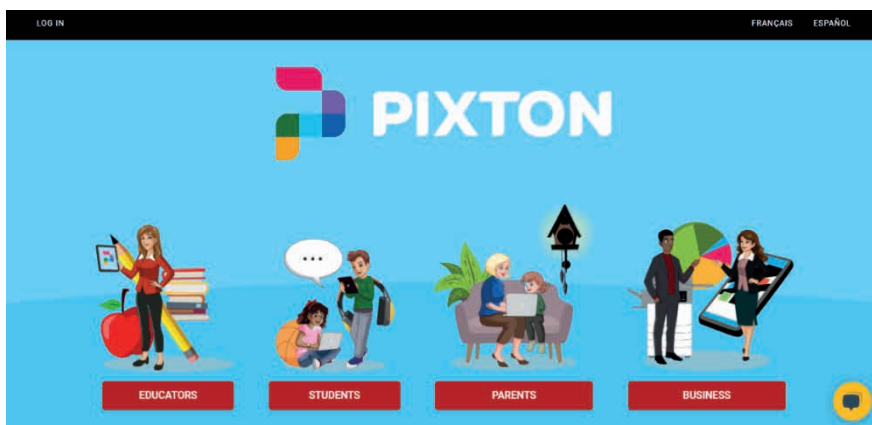 LOG IN
FRANÇAIS ESPAÑOL
PIXTON
...
EDUCATORS
STUDENTS
PARENTS
BUSINESS